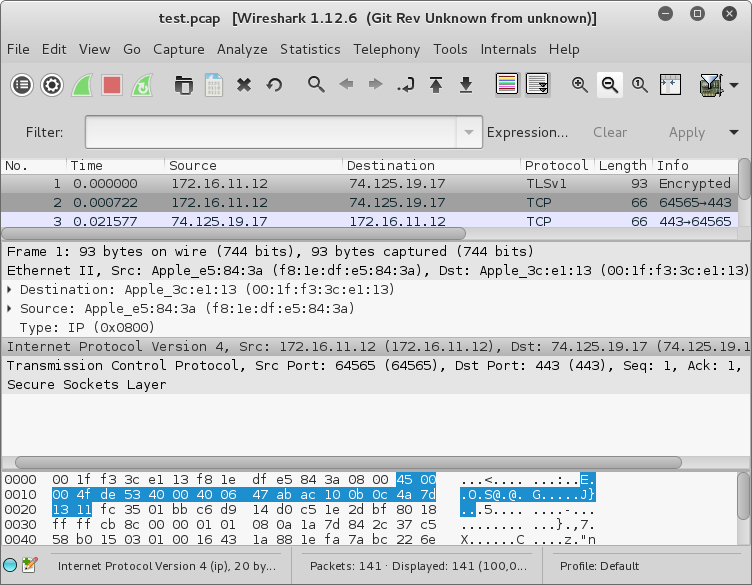 test.pcap [Wireshark 1.12.6 (Git Rev Unknown from unknown)]
File Edit View Go Capture Analyze Statistics Telephony Tools Internals Help
Filter: Expression... Clear Apply
No. Time Source Destination Protocol Length Info
1 0.000000 172.16.11.12 74.125.19.17 TLSv1 93 Encrypted
2 0.000722 172.16.11.12 74.125.19.17 TCP 66 64565→443
3 0.021577 74.125.19.17 172.16.11.12 TCP 66 443→64565
Frame 1: 93 bytes on wire (744 bits), 93 bytes captured (744 bits)
Ethernet II, Src: Apple_e5:84:3a (f8:1e:df:e5:84:3a), Dst: Apple_3c:e1:13 (00:1f:f3:3c:e1:13)
Destination: Apple_3c:e1:13 (00:1f:f3:3c:e1:13)
Source: Apple_e5:84:3a (f8:1e:df:e5:84:3a)
Type: IP (0x0800)
Internet Protocol Version 4, Src: 172.16.11.12 (172.16.11.12), Dst: 74.125.19.17 (74.125.19.1
Transmission Control Protocol, Src Port: 64565 (64565), Dst Port: 443 (443), Seq: 1, Ack: 1,
Secure Sockets Layer
0000 00 1f f3 3c e1 13 f8 1e df e5 84 3a 08 00 45 00 ...<.... ...:..E.
0010 00 4f de 53 40 00 40 06 47 ab ac 10 0b 0c 4a 7d .O.S@.@. G.....J}
0020 13 11 fc 35 01 bb c6 d9 14 d0 c5 1e 2d bf 80 18 ...5.... ....-...
0030 ff ff cb 8c 00 00 01 01 08 0a 1a 7d 84 2c 37 c5 ........ ...}.,7.
0040 58 b0 15 03 01 00 16 43 1a 88 1e fa 7a bc 22 6e X......C ....z."n
Internet Protocol Version 4 (ip), 20 by... Packets: 141 · Displayed: 141 (100,0... Profile: Default